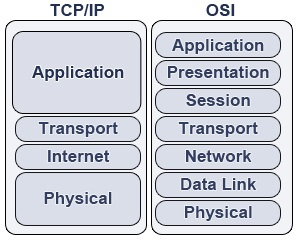 TCP/IP
Application
Transport
Internet
Physical
OSI
Application
Presentation
Session
Transport
Network
Data Link
Physical